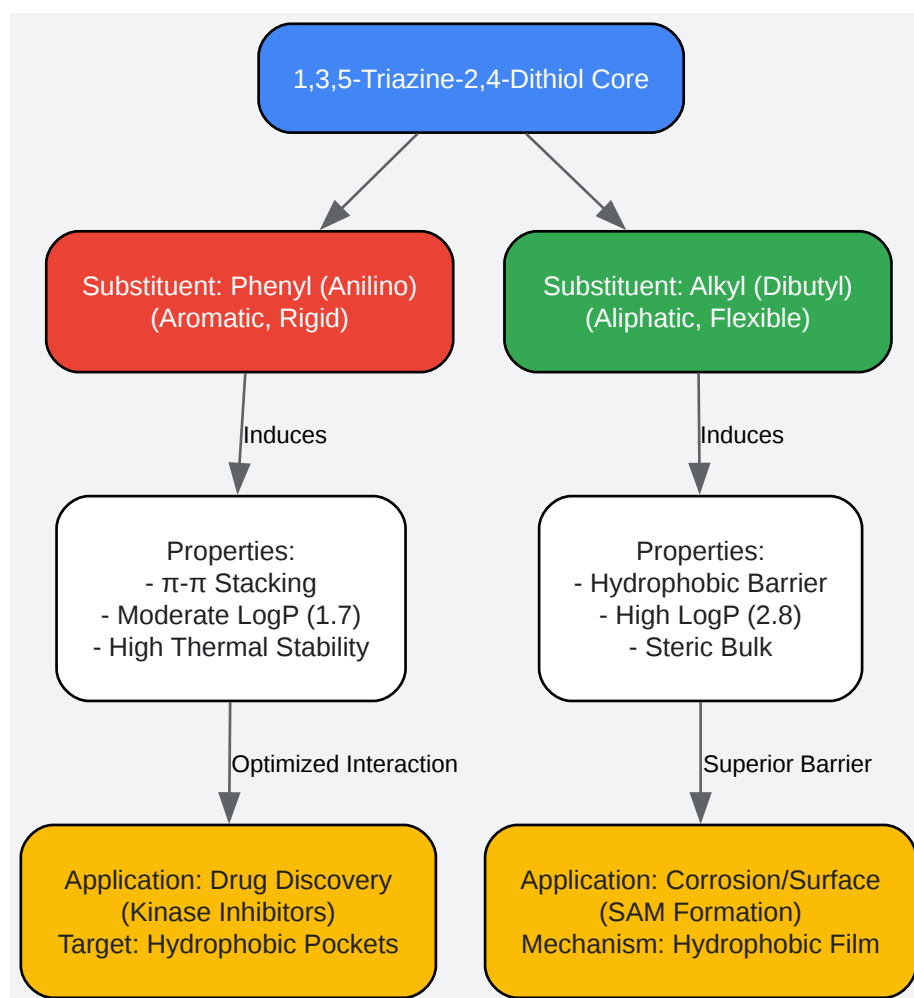 1,3,5-Triazine-2,4-Dithiol Core
Substituent: Phenyl (Anilino)
(Aromatic, Rigid)
Substituent: Alkyl (Dibutyl)
(Aliphatic, Flexible)
Induces
Induces
Properties:
- π-π Stacking
- Moderate LogP (1.7)
- High Thermal Stability
Properties:
- Hydrophobic Barrier
- High LogP (2.8)
- Steric Bulk
Optimized Interaction
Superior Barrier
Application: Drug Discovery
(Kinase Inhibitors)
Target: Hydrophobic Pockets
Application: Corrosion/Surface
(SAM Formation)
Mechanism: Hydrophobic Film